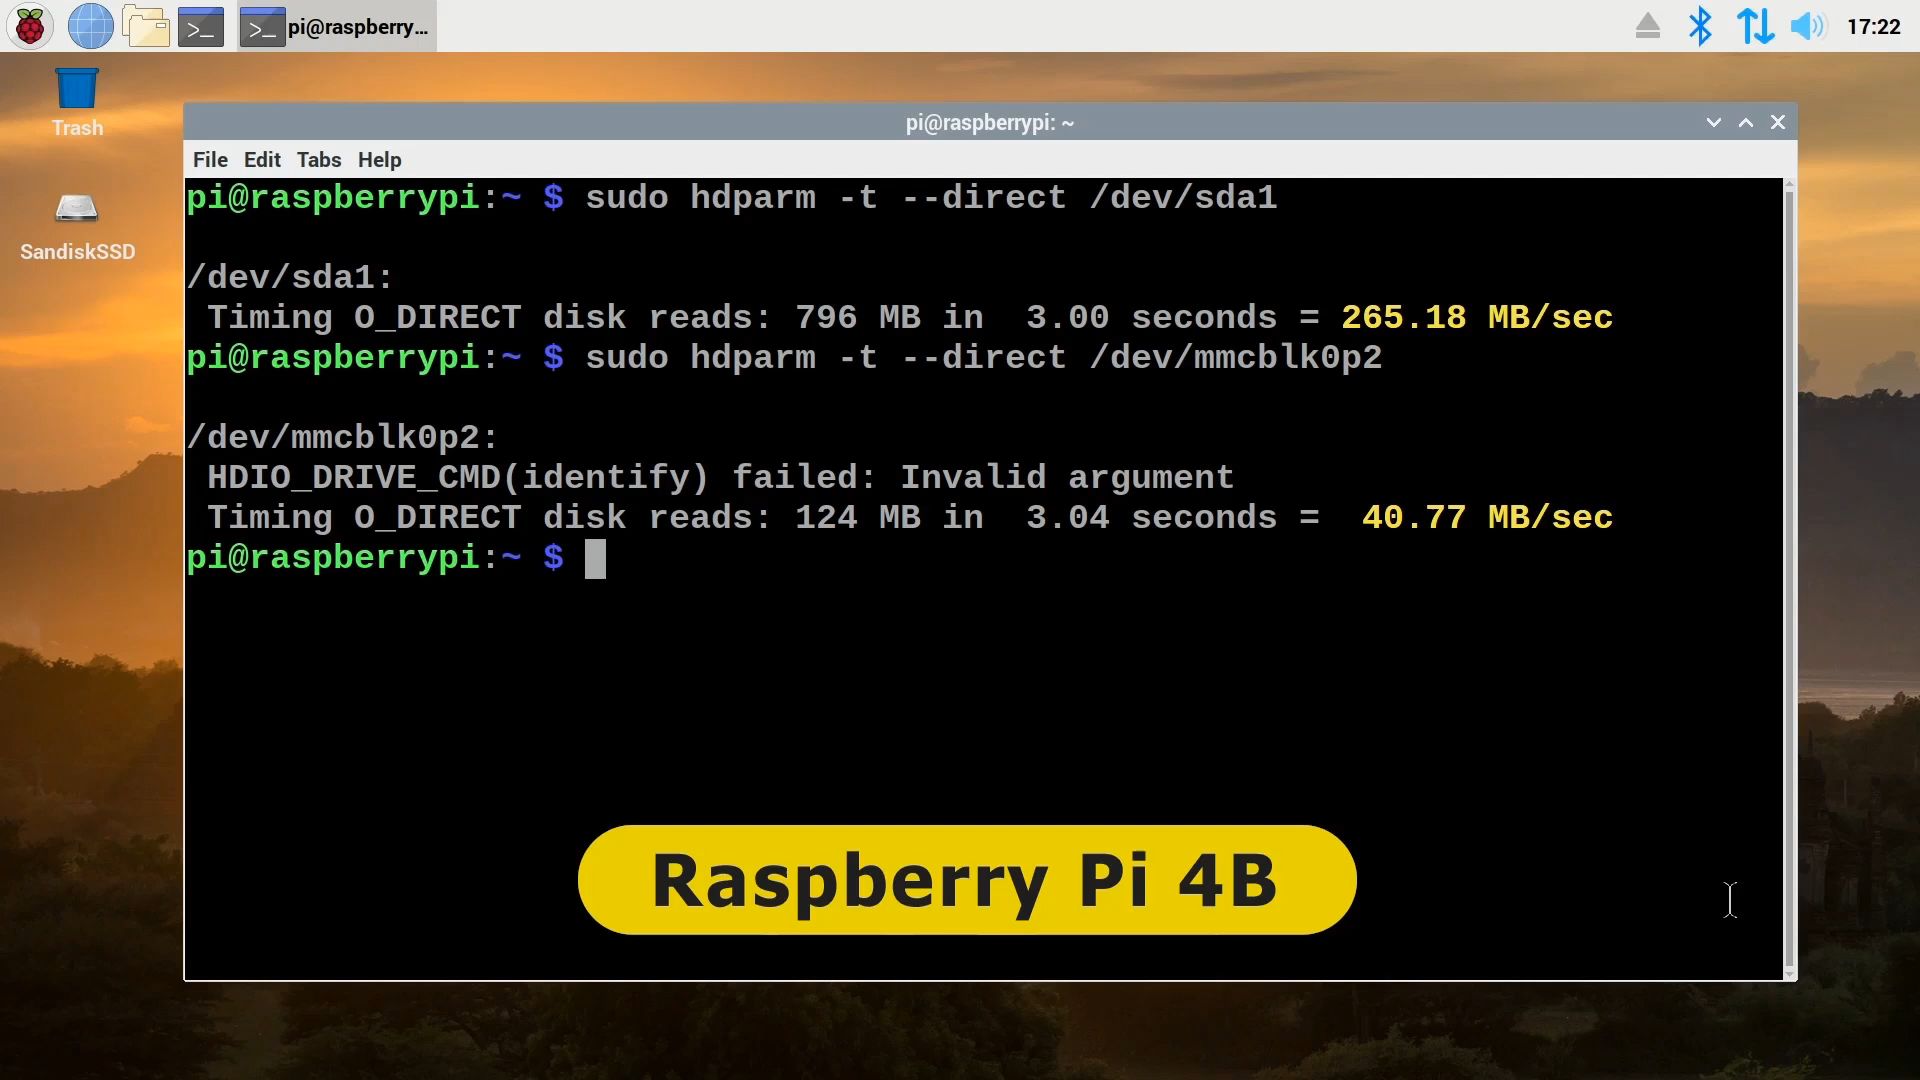 pi@raspberry... 17:22
Trash
SandiskSSD
pi@raspberrypi: ~
File Edit Tabs Help
pi@raspberrypi:~ $ sudo hdparm -t --direct /dev/sda1
/dev/sda1:
 Timing O_DIRECT disk reads: 796 MB in  3.00 seconds = 265.18 MB/sec
pi@raspberrypi:~ $ sudo hdparm -t --direct /dev/mmcblk0p2
/dev/mmcblk0p2:
 HDIO_DRIVE_CMD(identify) failed: Invalid argument
 Timing O_DIRECT disk reads: 124 MB in  3.04 seconds =  40.77 MB/sec
pi@raspberrypi:~ $
Raspberry Pi 4B